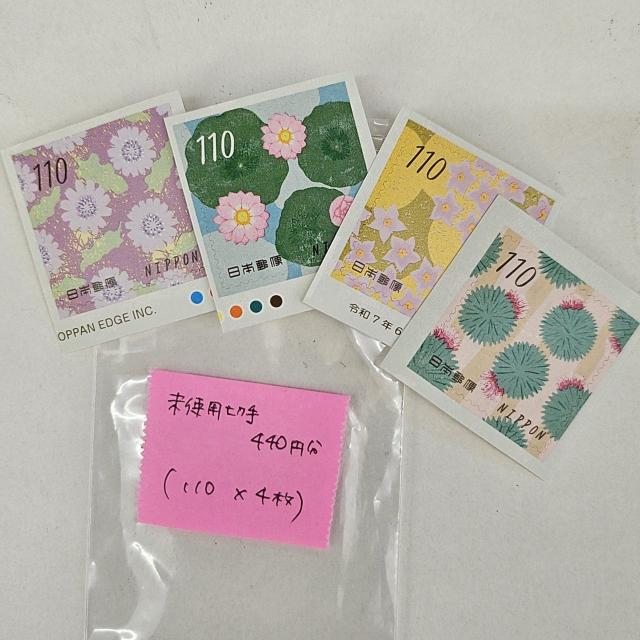 110
NIPPON
日本郵便
OPPAN EDGE INC.
110
NI
日本郵便
110
日本郵便
令和7年6
110
日本郵便
NIPPON
未使用切手
440円分
(110 x 4枚)